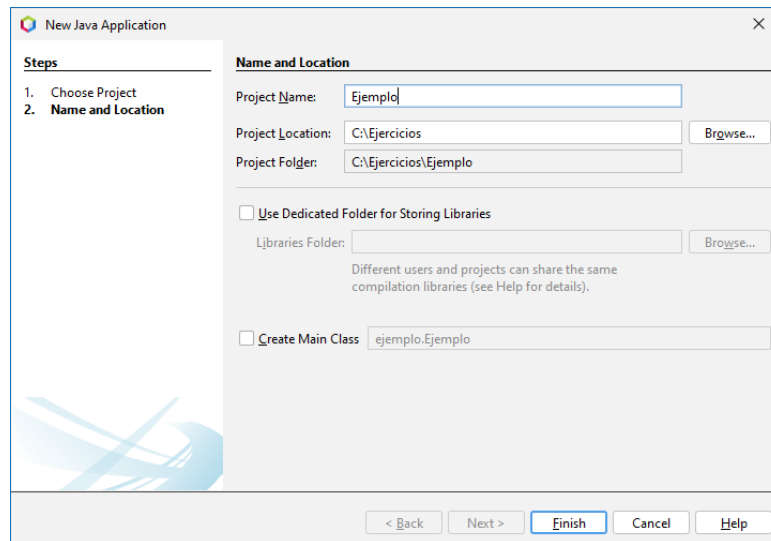 New Java Application
Steps
1. Choose Project
2. Name and Location
Name and Location
Project Name: Ejemplo
Project Location: C:\Ejercicios Browse...
Project Folder: C:\Ejercicios\Ejemplo
Use Dedicated Folder for Storing Libraries
Libraries Folder: Browse...
Different users and projects can share the same
compilation libraries (see Help for details).
Create Main Class ejemplo.Ejemplo
< Back Next > Finish Cancel Help